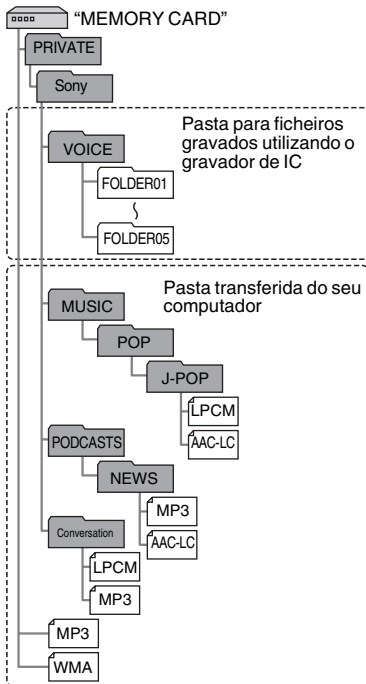 “MEMORY CARD”
PRIVATE
Sony
Pasta para ficheiros
gravados utilizando o
gravador de IC
VOICE
FOLDER01
FOLDER05
Pasta transferida do seu
computador
MUSIC
POP
J-POP
LPCM
AAC-LC
PODCASTS
NEWS
MP3
AAC-LC
Conversation
LPCM
MP3
MP3
WMA